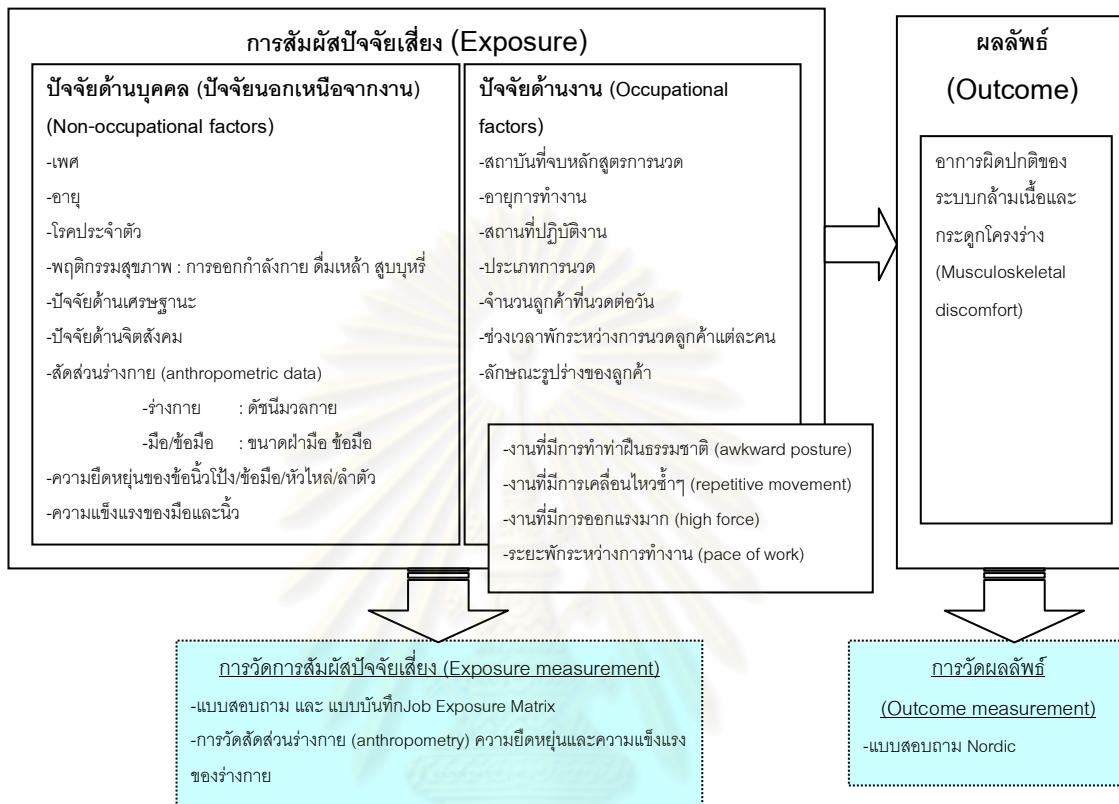 การสัมผัสปัจจัยเสี่ยง (Exposure)
ปัจจัยด้านบุคคล (ปัจจัยนอกเหนือจากงาน)
(Non-occupational factors)
-เพศ
-อายุ
-โรคประจำตัว
-พฤติกรรมสุขภาพ : การออกกำลังกาย ดื่มเหล้า สูบบุหรี่
-ปัจจัยด้านเศรษฐานะ
-ปัจจัยด้านจิตสังคม
-สัดส่วนร่างกาย (anthropometric data)
-ร่างกาย : ดัชนีมวลกาย
-มือ/ข้อมือ : ขนาดฝ่ามือ ข้อมือ
-ความยืดหยุ่นของข้อนิ้วโป้ง/ข้อมือ/หัวไหล่/ลำตัว
-ความแข็งแรงของมือและนิ้ว
ปัจจัยด้านงาน (Occupational
factors)
-สถาบันที่จบหลักสูตรการนวด
-อายุการทำงาน
-สถานที่ปฏิบัติงาน
-ประเภทการนวด
-จำนวนลูกค้าที่นวดต่อวัน
-ช่วงเวลาพักระหว่างการนวดลูกค้าแต่ละคน
-ลักษณะรูปร่างของลูกค้า
-งานที่มีการทำท่าฝืนธรรมชาติ (awkward posture)
-งานที่มีการเคลื่อนไหวซ้ำๆ (repetitive movement)
-งานที่มีการออกแรงมาก (high force)
-ระยะพักระหว่างการทำงาน (pace of work)
ผลลัพธ์
(Outcome)
อาการผิดปกติของ
ระบบกล้ามเนื้อและ
กระดูกโครงร่าง
(Musculoskeletal
discomfort)
การวัดการสัมผัสปัจจัยเสี่ยง (Exposure measurement)
-แบบสอบถาม และ แบบบันทึกJob Exposure Matrix
-การวัดสัดส่วนร่างกาย (anthropometry) ความยืดหยุ่นและความแข็งแรง
ของร่างกาย
การวัดผลลัพธ์
(Outcome measurement)
-แบบสอบถาม Nordic